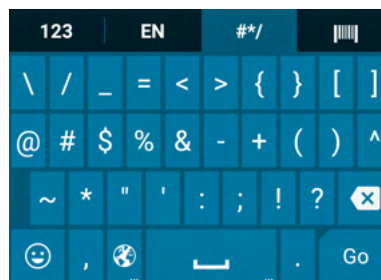 123 EN #*/
\ / _ = < > { } [ ]
@ # $ % & - + ( ) ^
~ * " ' : ; ! ?
, . Go